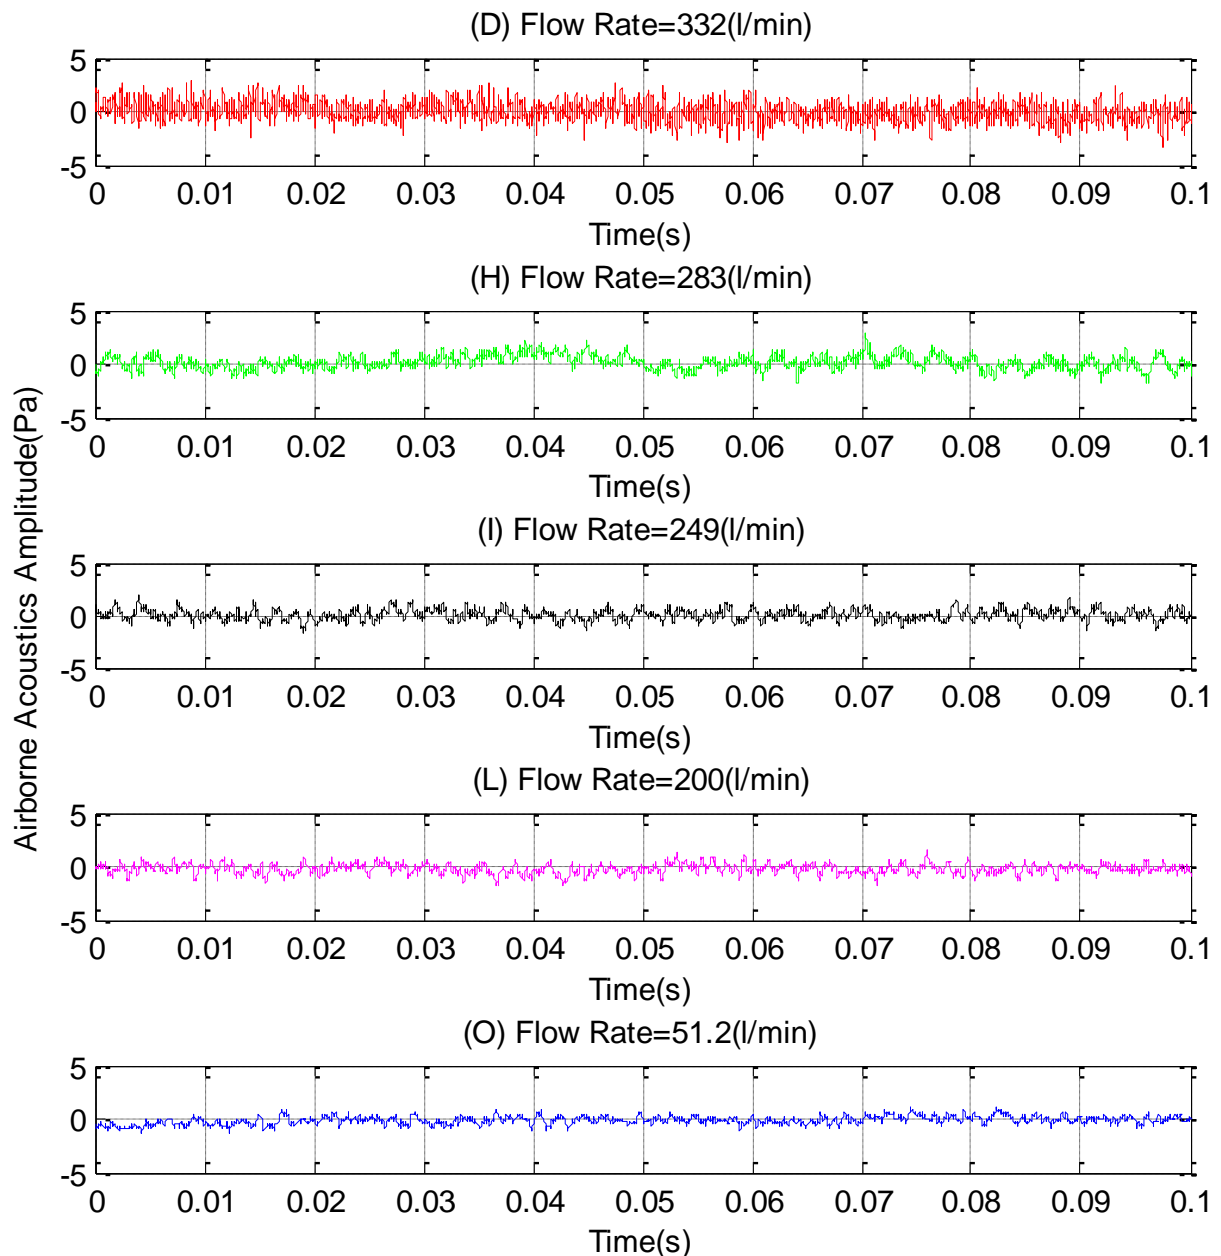 (D) Flow Rate=332(l/min)
5
0
-5
0 0.01 0.02 0.03 0.04 0.05 0.06 0.07 0.08 0.09 0.1
Time(s)
(H) Flow Rate=283(l/min)
5
0
-5
0 0.01 0.02 0.03 0.04 0.05 0.06 0.07 0.08 0.09 0.1
Time(s)
Airborne Acoustics Amplitude(Pa)
(I) Flow Rate=249(l/min)
5
0
-5
0 0.01 0.02 0.03 0.04 0.05 0.06 0.07 0.08 0.09 0.1
Time(s)
(L) Flow Rate=200(l/min)
5
0
-5
0 0.01 0.02 0.03 0.04 0.05 0.06 0.07 0.08 0.09 0.1
Time(s)
(O) Flow Rate=51.2(l/min)
5
0
-5
0 0.01 0.02 0.03 0.04 0.05 0.06 0.07 0.08 0.09 0.1
Time(s)